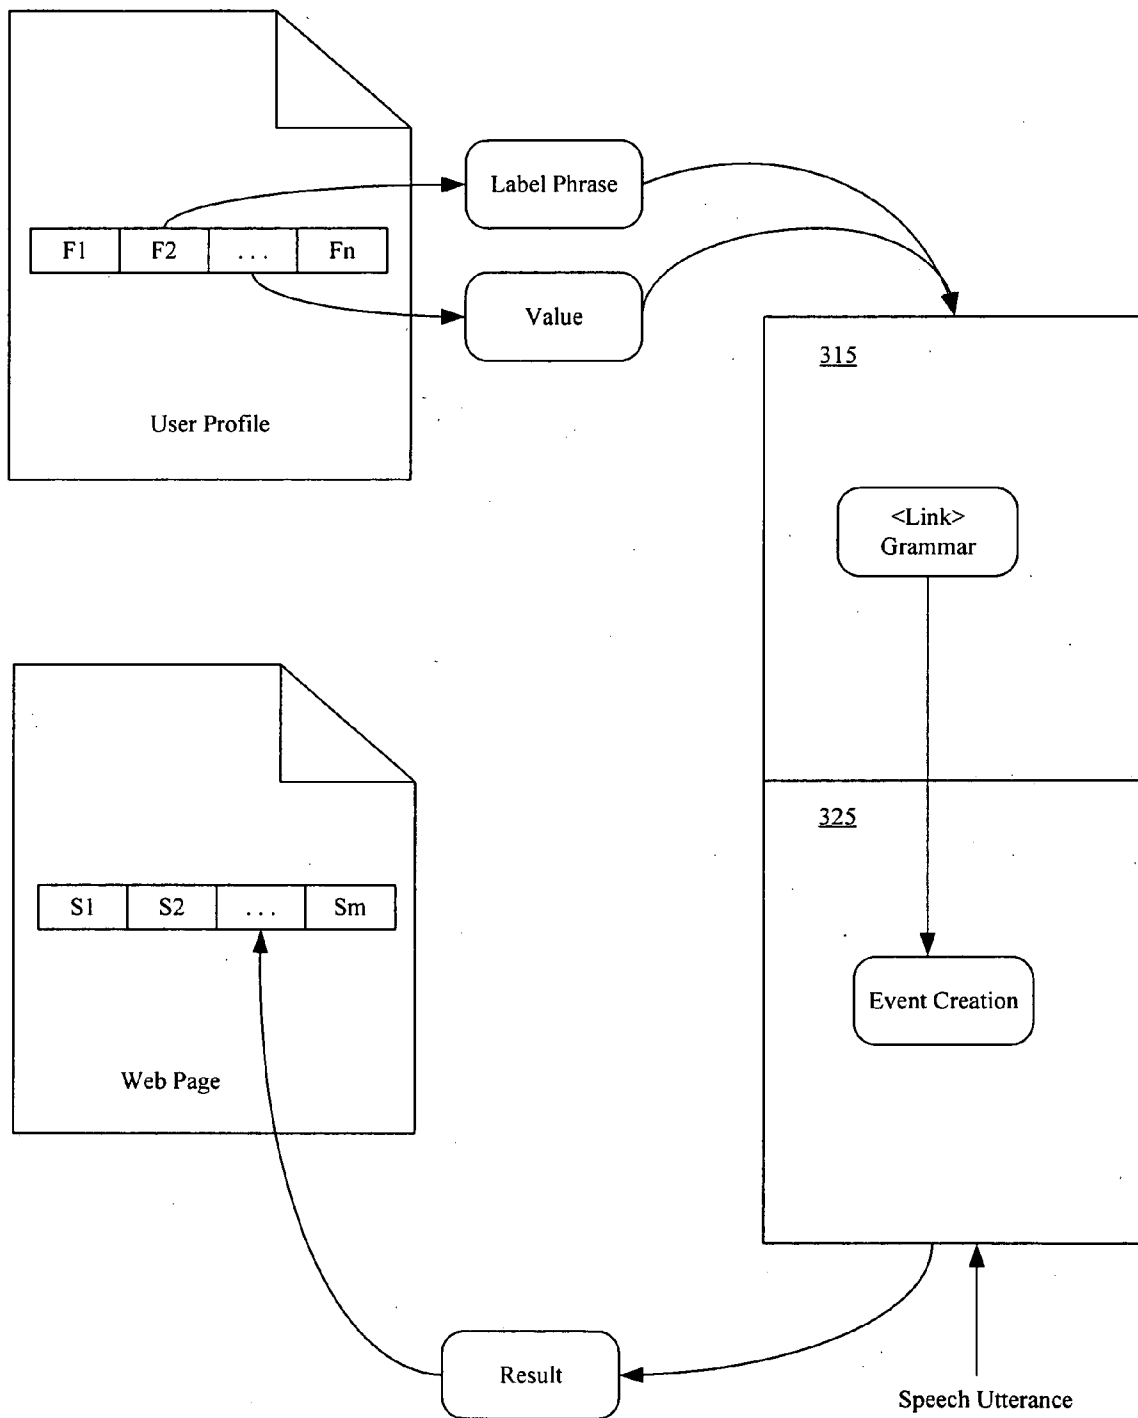 Label Phrase
F1 F2 . . . Fn
Value
User Profile
315
<Link>
Grammar
325
S1 S2 . . . Sm
Event Creation
Web Page
Result
Speech Utterance